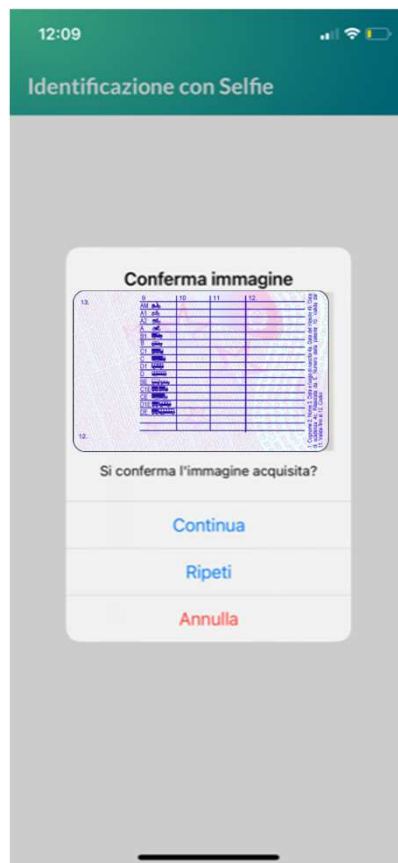 12:09
Identificazione con Selfie
Conferma immagine
13.
9 10 11 12.
AM
A1
A2
A
B1
B
C1
C
D1
D
BE
C1E
CE
D1E
DE
12.
Si conferma l'immagine acquisita?
Continua
Ripeti
Annulla